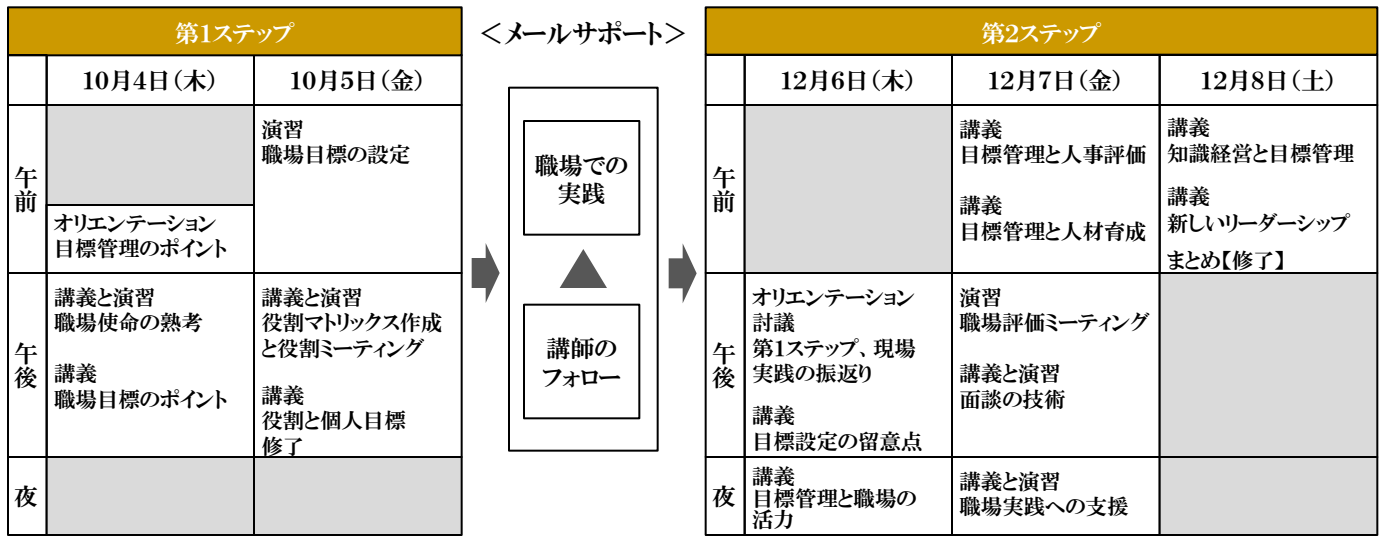 第1ステップ
10月4日(木)
10月5日(金)
午前
オリエンテーション
目標管理のポイント
演習
職場目標の設定
午後
講義と演習
職場使命の熟考
講義
職場目標のポイント
講義と演習
役割マトリックス作成
と役割ミーティング
講義
役割と個人目標
修了
夜
＜メールサポート＞
職場での
実践
講師の
フォロー
第2ステップ
12月6日(木)
12月7日(金)
12月8日(土)
午前
講義
目標管理と人事評価
講義
目標管理と人材育成
講義
知識経営と目標管理
講義
新しいリーダーシップ
まとめ【修了】
午後
オリエンテーション
討議
第1ステップ、現場
実践の振返り
講義
目標設定の留意点
演習
職場評価ミーティング
講義と演習
面談の技術
夜
講義
目標管理と職場の
活力
講義と演習
職場実践への支援